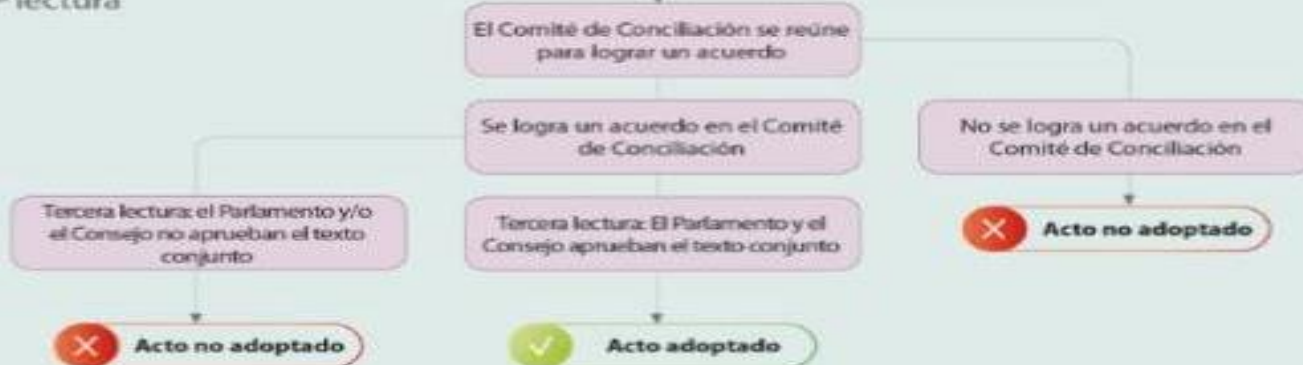 lectura
El Comité de Conciliación se reúne
para lograr un acuerdo
Se logra un acuerdo en el Comité
de Conciliación
No se logra un acuerdo en el
Comité de Conciliación
Tercera lectura: el Parlamento y/o
el Consejo no aprueban el texto
conjunto
Tercera lectura: El Parlamento y el
Consejo aprueban el texto conjunto
Acto no adoptado
Acto no adoptado
Acto adoptado